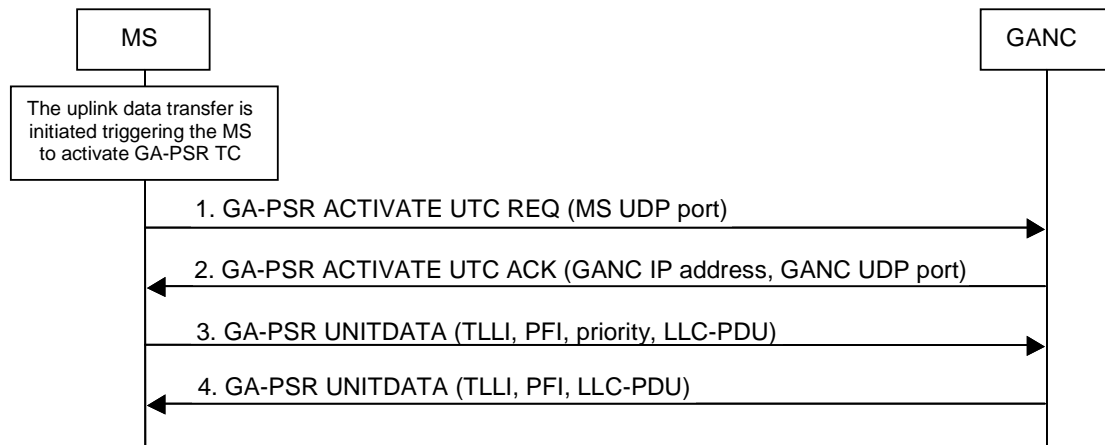 MS
GANC
The uplink data transfer is
initiated triggering the MS
to activate GA-PSR TC
1. GA-PSR ACTIVATE UTC REQ (MS UDP port)
2. GA-PSR ACTIVATE UTC ACK (GANC IP address, GANC UDP port)
3. GA-PSR UNITDATA (TLLI, PFI, priority, LLC-PDU)
4. GA-PSR UNITDATA (TLLI, PFI, LLC-PDU)